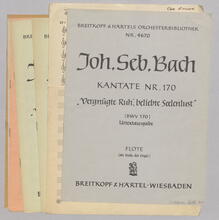 BREITKOPF & HÄRTELS ORCHESTERBIBLIOTHEK
NR. 4670
Joh. Seb. Bach
KANTATE NR. 170
„Vergnügte Ruh', beliebte Seelenlust"
(BWV 170)
Urtextausgabe
FLÖTE
BREITKOPF & HÄRTEL · WIESBADEN